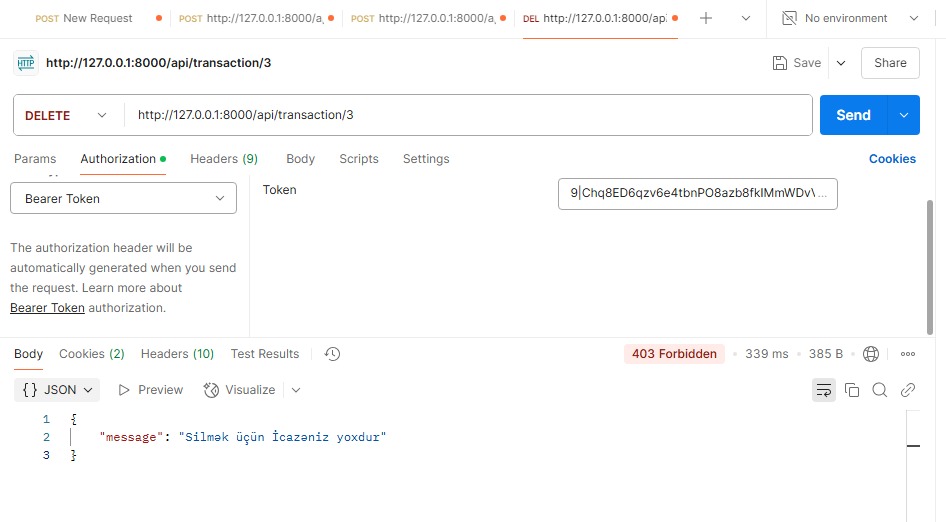 POST New Request
POST http://127.0.0.1:8000/a
POST http://127.0.0.1:8000/a
DEL http://127.0.0.1:8000/api
No environment
HTTP http://127.0.0.1:8000/api/transaction/3
Save
Share
DELETE http://127.0.0.1:8000/api/transaction/3
Send
Params Authorization Headers (9) Body Scripts Settings
Cookies
Bearer Token
Token
9|Chq8ED6qzv6e4tbnPO8azb8fkIMmWDv\ ...
The authorization header will be
automatically generated when you send
the request. Learn more about
Bearer Token authorization.
Body Cookies (2) Headers (10) Test Results
403 Forbidden • 339 ms • 385 B
{} JSON Preview Visualize
1 {
2 "message": "Silmək üçün İcazəniz yoxdur"
3 }